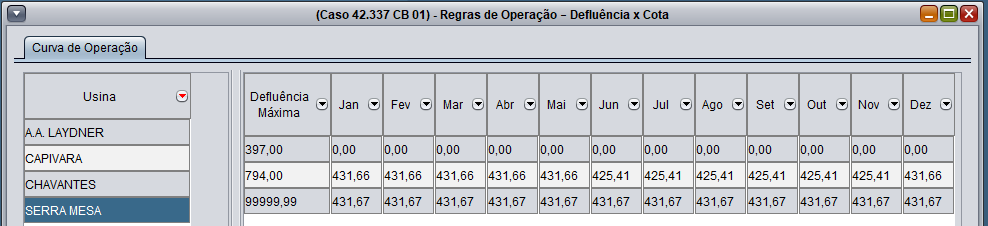 (Caso 42.337 CB 01) - Regras de Operação – Defluência x Cota
Curva de Operação
Usina
A.A. LAYDNER
CAPIVARA
CHAVANTES
SERRA MESA
Defluência Máxima Jan Fev Mar Abr Mai Jun Jul Ago Set Out Nov Dez
397,00 0,00 0,00 0,00 0,00 0,00 0,00 0,00 0,00 0,00 0,00 0,00 0,00
794,00 431,66 431,66 431,66 431,66 431,66 425,41 425,41 425,41 425,41 425,41 425,41 431,66
99999,99 431,67 431,67 431,67 431,67 431,67 431,67 431,67 431,67 431,67 431,67 431,67 431,67